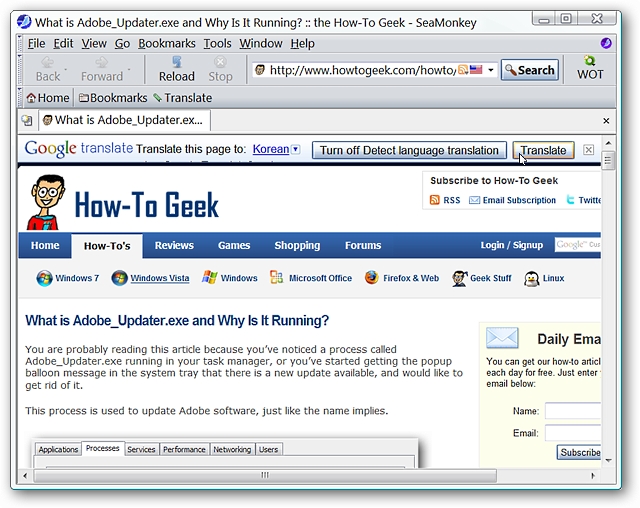 What is Adobe_Updater.exe and Why Is It Running? :: the How-To Geek - SeaMonkey
File Edit View Go Bookmarks Tools Window Help
Back Forward Reload Stop http://www.howtogeek.com/howto/ Search WOT
Home Bookmarks Translate
What is Adobe_Updater.ex...
Google translate Translate this page to: Korean Turn off Detect language translation Translate
How-To Geek
Subscribe to How-To Geek
RSS Email Subscription Twitte
Home How-To's Reviews Games Shopping Forums Login / Signup Google™ Cus
Windows 7 Windows Vista Windows Microsoft Office Firefox & Web Geek Stuff Linux
What is Adobe_Updater.exe and Why Is It Running?
You are probably reading this article because you've noticed a process called
Adobe_Updater.exe running in your task manager, or you've started getting the popup
balloon message in the system tray that there is a new update available, and would like to
get rid of it.
This process is used to update Adobe software, just like the name implies.
Applications Processes Services Performance Networking Users
Daily Ema
You can get our how-to articl
each day for free. Just enter
email below:
Name:
Email:
Subscribe